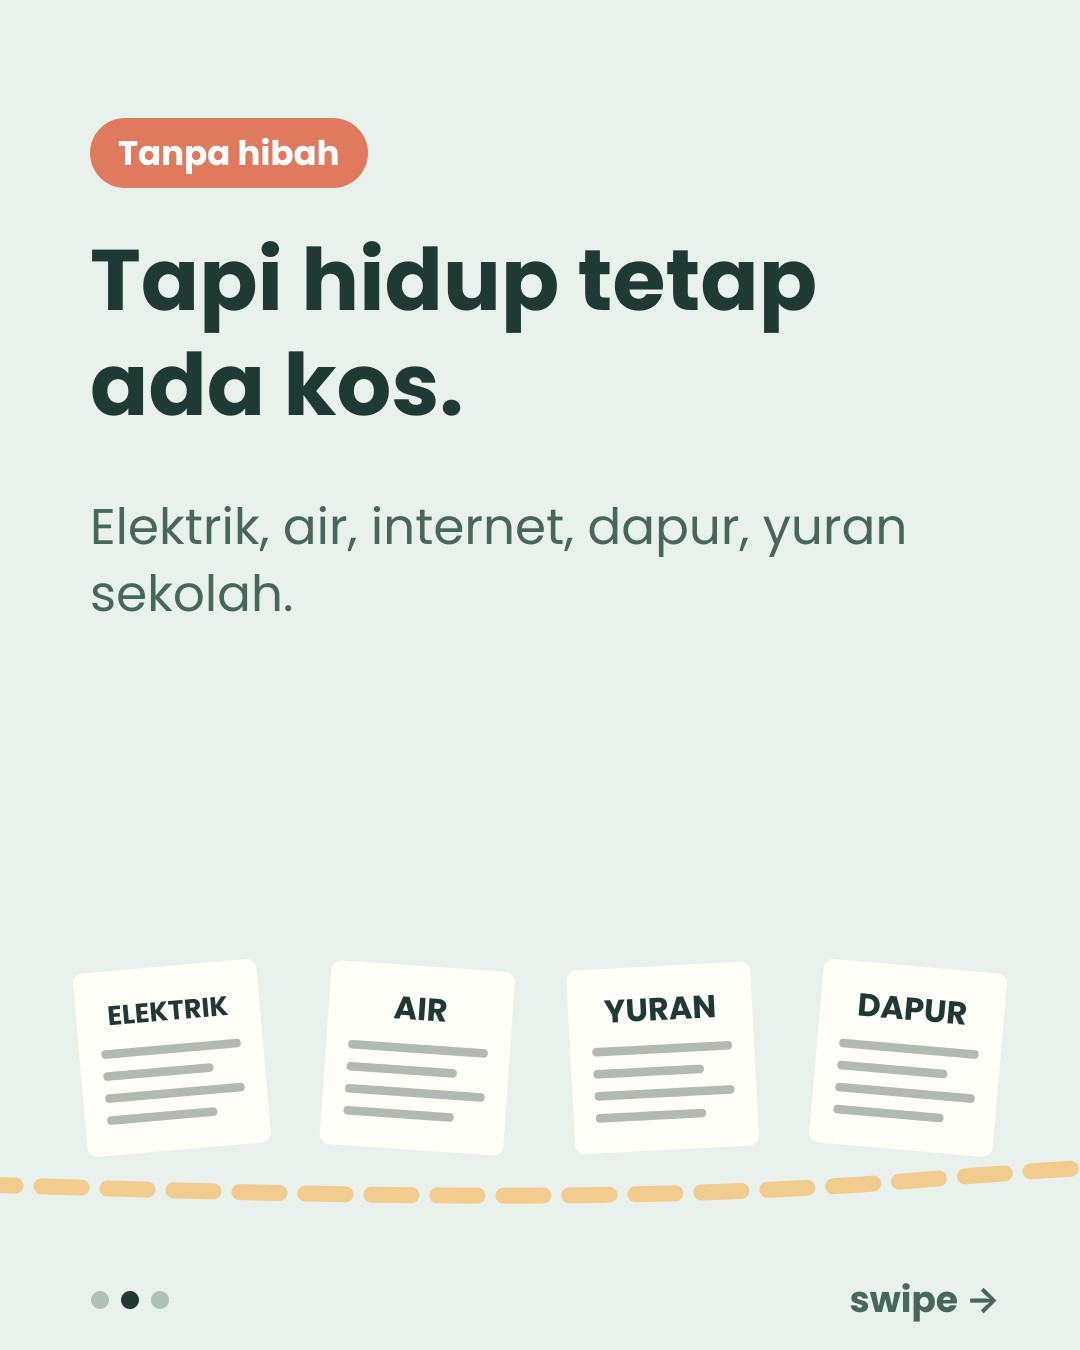 Tanpa hibah
Tapi hidup tetap
ada kos.
Elektrik, air, internet, dapur, yuran
sekolah.
ELEKTRIK
AIR
YURAN
DAPUR
swipe →